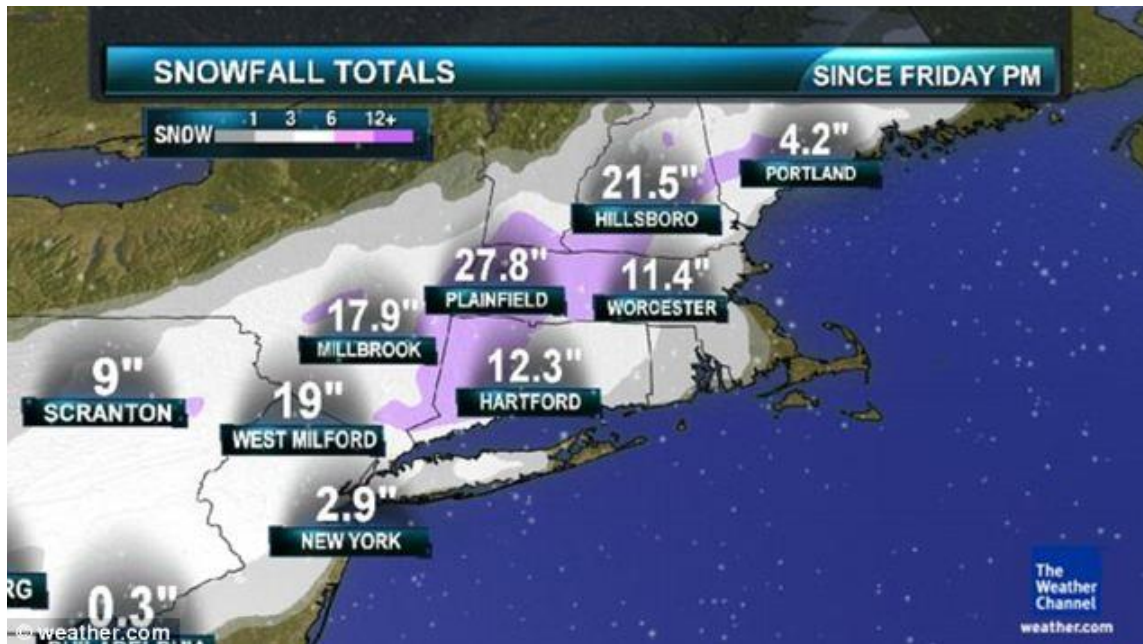 SNOWFALL TOTALS
SINCE FRIDAY PM
SNOW 1 3 6 12+
4.2"
PORTLAND
21.5"
HILLSBORO
27.8"
PLAINFIELD
11.4"
WORCESTER
17.9"
MILLBROOK
12.3"
HARTFORD
9"
SCRANTON
19"
WEST MILFORD
2.9"
NEW YORK
RG
0.3"
© weather.com
The
Weather
Channel
weather.com